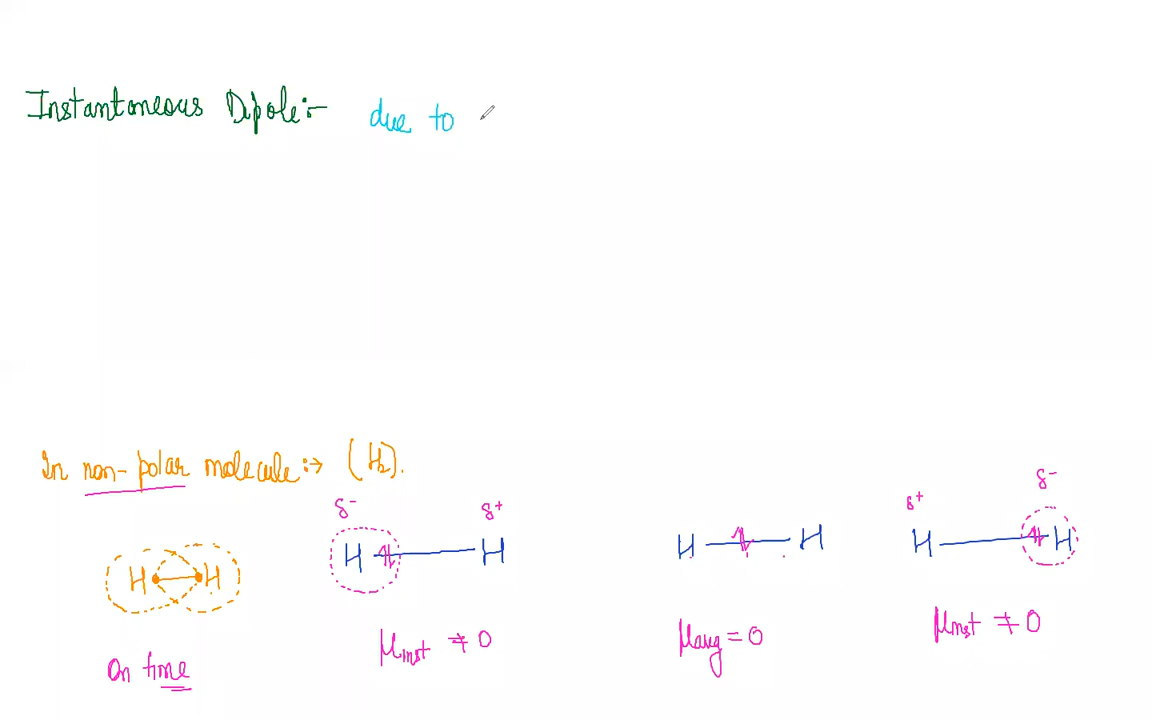 Instantaneous Dipole:- due to
In non-polar molecule:→ (H₂).
δ- δ+ δ+ δ-
H H H H H H H H
μinst ≠ 0 μavg = 0 μinst ≠ 0
On time